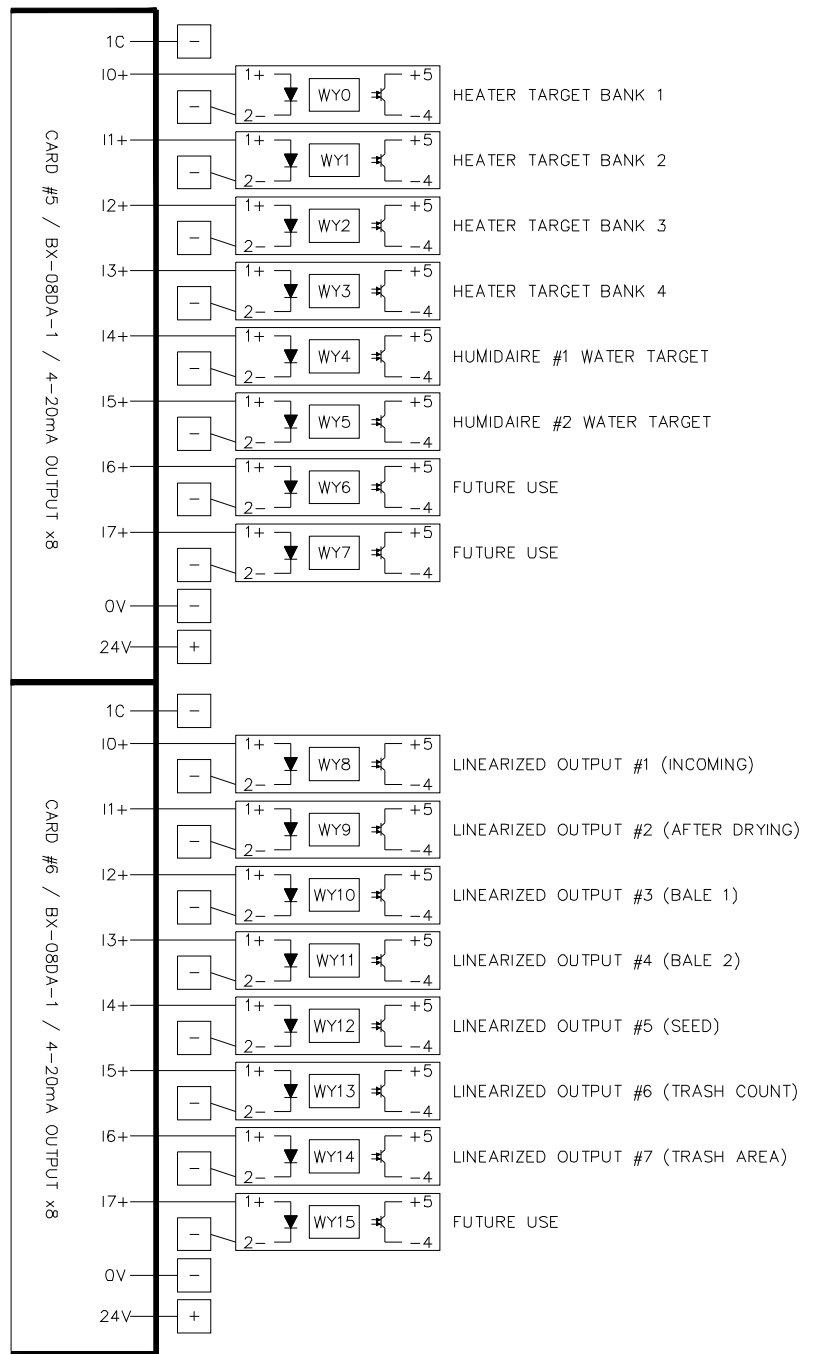 CARD #5 / BX-08DA-1 / 4-20mA OUTPUT x8
1C -
I0+ 1+ +5
- 2- WY0 -4 HEATER TARGET BANK 1
I1+ 1+ +5
- 2- WY1 -4 HEATER TARGET BANK 2
I2+ 1+ +5
- 2- WY2 -4 HEATER TARGET BANK 3
I3+ 1+ +5
- 2- WY3 -4 HEATER TARGET BANK 4
I4+ 1+ +5
- 2- WY4 -4 HUMIDAIRE #1 WATER TARGET
I5+ 1+ +5
- 2- WY5 -4 HUMIDAIRE #2 WATER TARGET
I6+ 1+ +5
- 2- WY6 -4 FUTURE USE
I7+ 1+ +5
- 2- WY7 -4 FUTURE USE
0V -
24V +
CARD #6 / BX-08DA-1 / 4-20mA OUTPUT x8
1C -
I0+ 1+ +5
- 2- WY8 -4 LINEARIZED OUTPUT #1 (INCOMING)
I1+ 1+ +5
- 2- WY9 -4 LINEARIZED OUTPUT #2 (AFTER DRYING)
I2+ 1+ +5
- 2- WY10 -4 LINEARIZED OUTPUT #3 (BALE 1)
I3+ 1+ +5
- 2- WY11 -4 LINEARIZED OUTPUT #4 (BALE 2)
I4+ 1+ +5
- 2- WY12 -4 LINEARIZED OUTPUT #5 (SEED)
I5+ 1+ +5
- 2- WY13 -4 LINEARIZED OUTPUT #6 (TRASH COUNT)
I6+ 1+ +5
- 2- WY14 -4 LINEARIZED OUTPUT #7 (TRASH AREA)
I7+ 1+ +5
- 2- WY15 -4 FUTURE USE
0V -
24V +